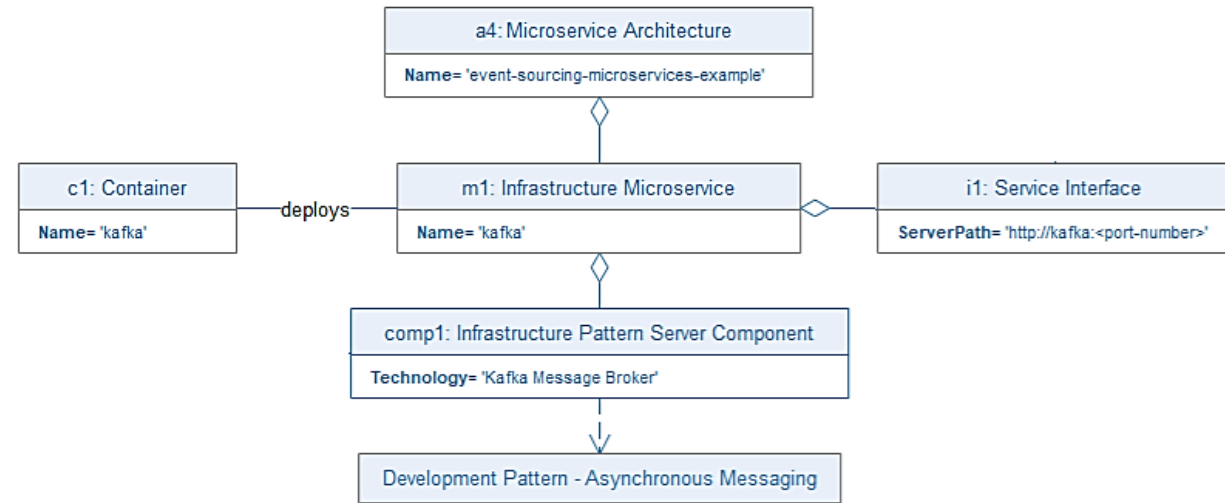 a4: Microservice Architecture
Name= 'event-sourcing-microservices-example'
c1: Container
Name= 'kafka'
deploys
m1: Infrastructure Microservice
Name= 'kafka'
i1: Service Interface
ServerPath= 'http://kafka:<port-number>'
comp1: Infrastructure Pattern Server Component
Technology= 'Kafka Message Broker'
Development Pattern - Asynchronous Messaging